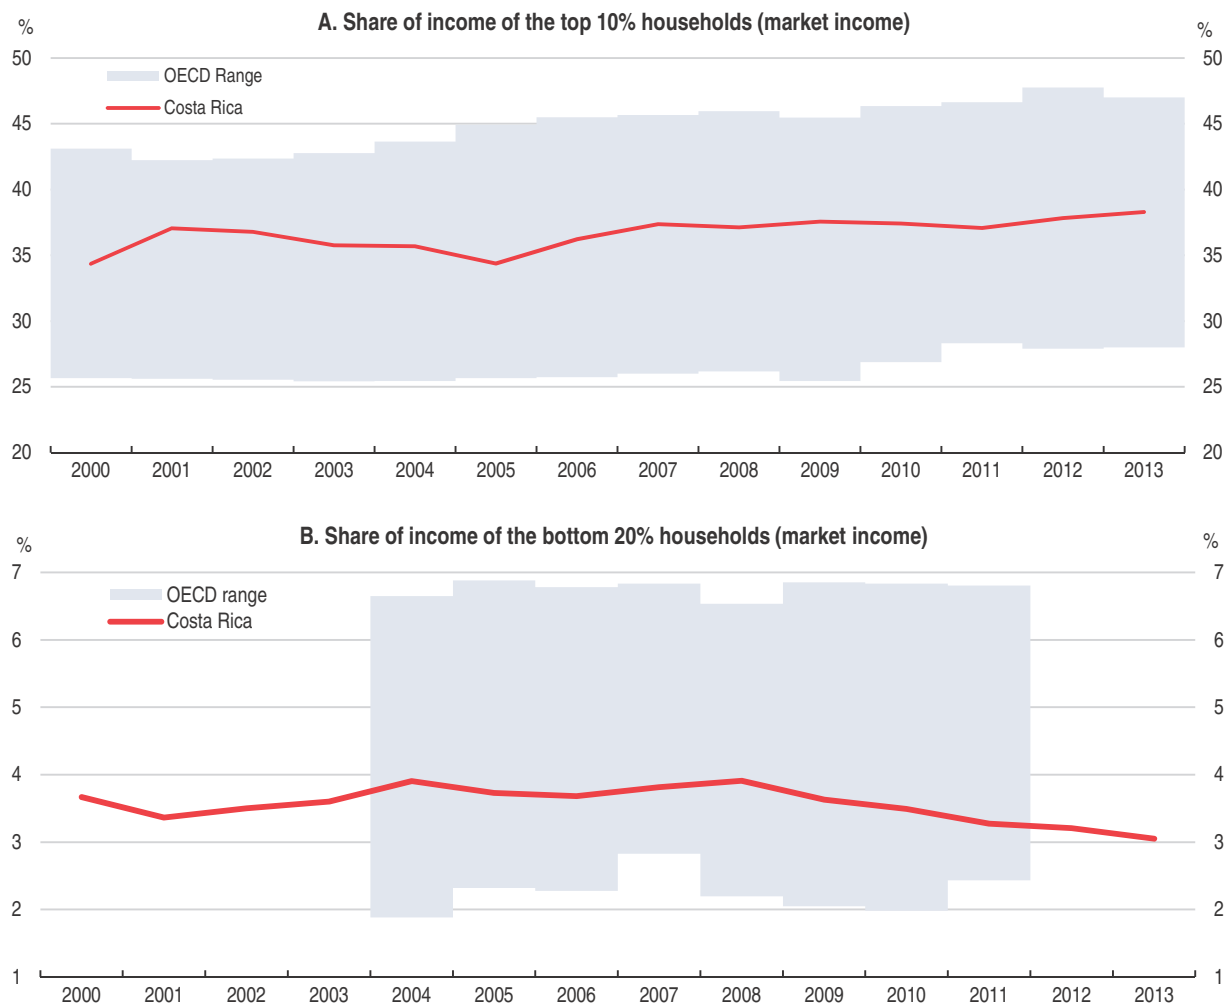 A. Share of income of the top 10% households (market income)
% %
OECD Range
Costa Rica
50 50
45 45
40 40
35 35
30 30
25 25
20 20
2000 2001 2002 2003 2004 2005 2006 2007 2008 2009 2010 2011 2012 2013
B. Share of income of the bottom 20% households (market income)
% %
OECD range
Costa Rica
7 7
6 6
5 5
4 4
3 3
2 2
1 1
2000 2001 2002 2003 2004 2005 2006 2007 2008 2009 2010 2011 2012 2013